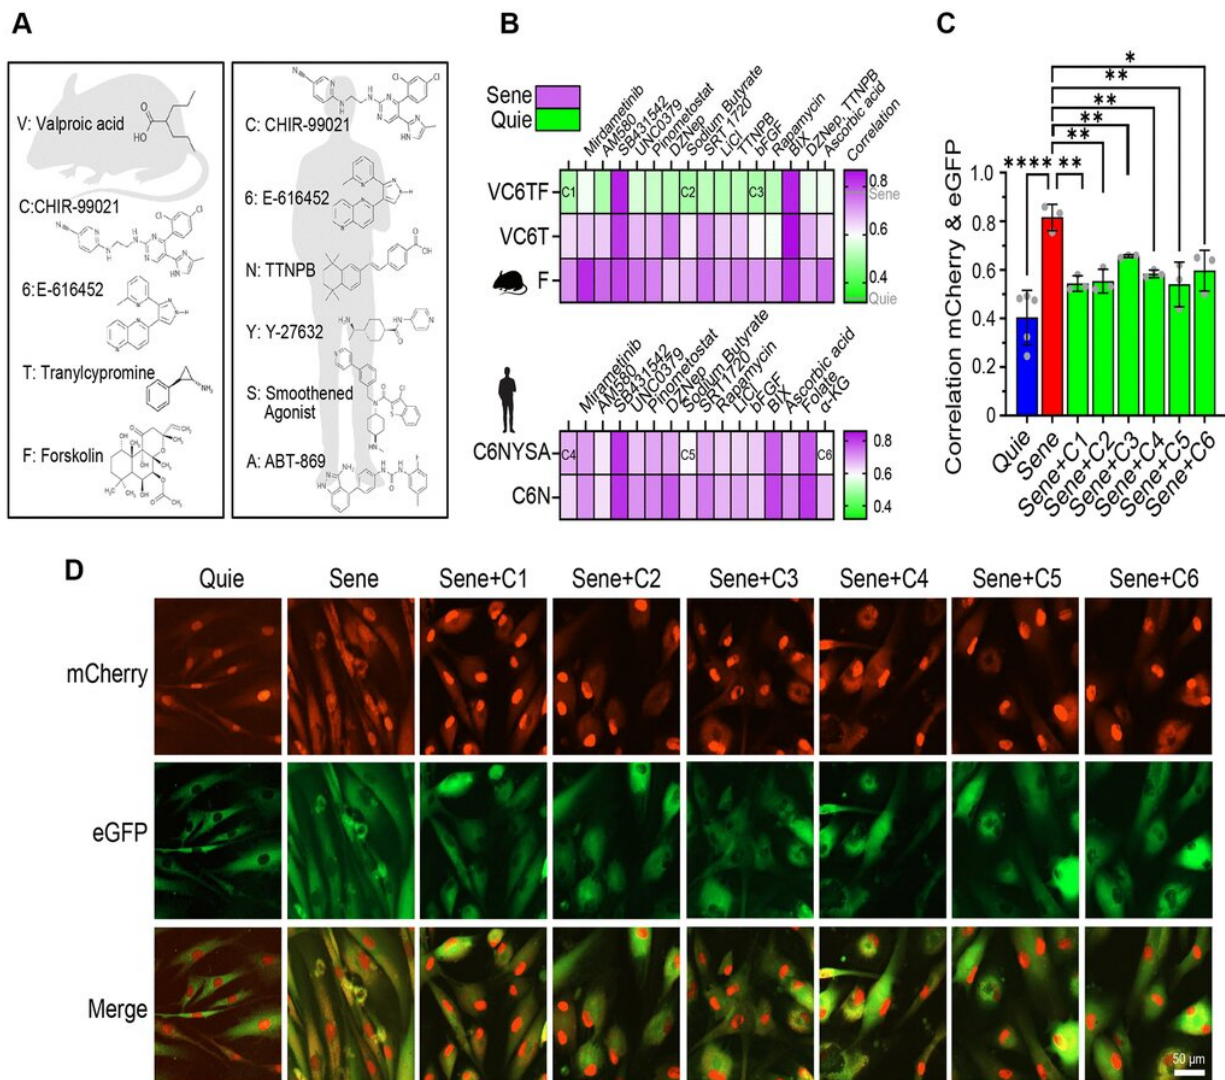 A
V: Valproic acid
HO
O
C:CHIR-99021
6:E-616452
T: Tranylcypromine
NH₂
F: Forskolin
C: CHIR-99021
6: E-616452
N: TTNPB
Y: Y-27632
S: Smoothened
Agonist
A: ABT-869
B
Sene
Quie
Mirdametinib
AM580
SB431542
UNC0379
Pinometostat
DZNep
Sodium Butyrate
SRT 1720
LiCl
TTNPB
bFGF
Rapamycin
BIX
DZNep, TTNPB
Ascorbic acid
Correlation
VC6TF
C1
C2
C3
VC6T
F
0.8
Sene
0.6
0.4
Quie
Mirametinib
AM580
SB431542
UNC0379
Pinometostat
DZNep
Sodium Butyrate
SRT1720
Rapamycin
LiCl
bFGF
BIX
Ascorbic acid
Folate
α-KG
C6NYSA
C4
C5
C6
C6N
0.8
0.6
0.4
C
*
**
**
**
**
**** **
Correlation mCherry & eGFP
1.0
0.8
0.6
0.4
0.2
0
Quie
Sene
Sene+C1
Sene+C2
Sene+C3
Sene+C4
Sene+C5
Sene+C6
D
Quie Sene Sene+C1 Sene+C2 Sene+C3 Sene+C4 Sene+C5 Sene+C6
mCherry
eGFP
Merge
50 µm